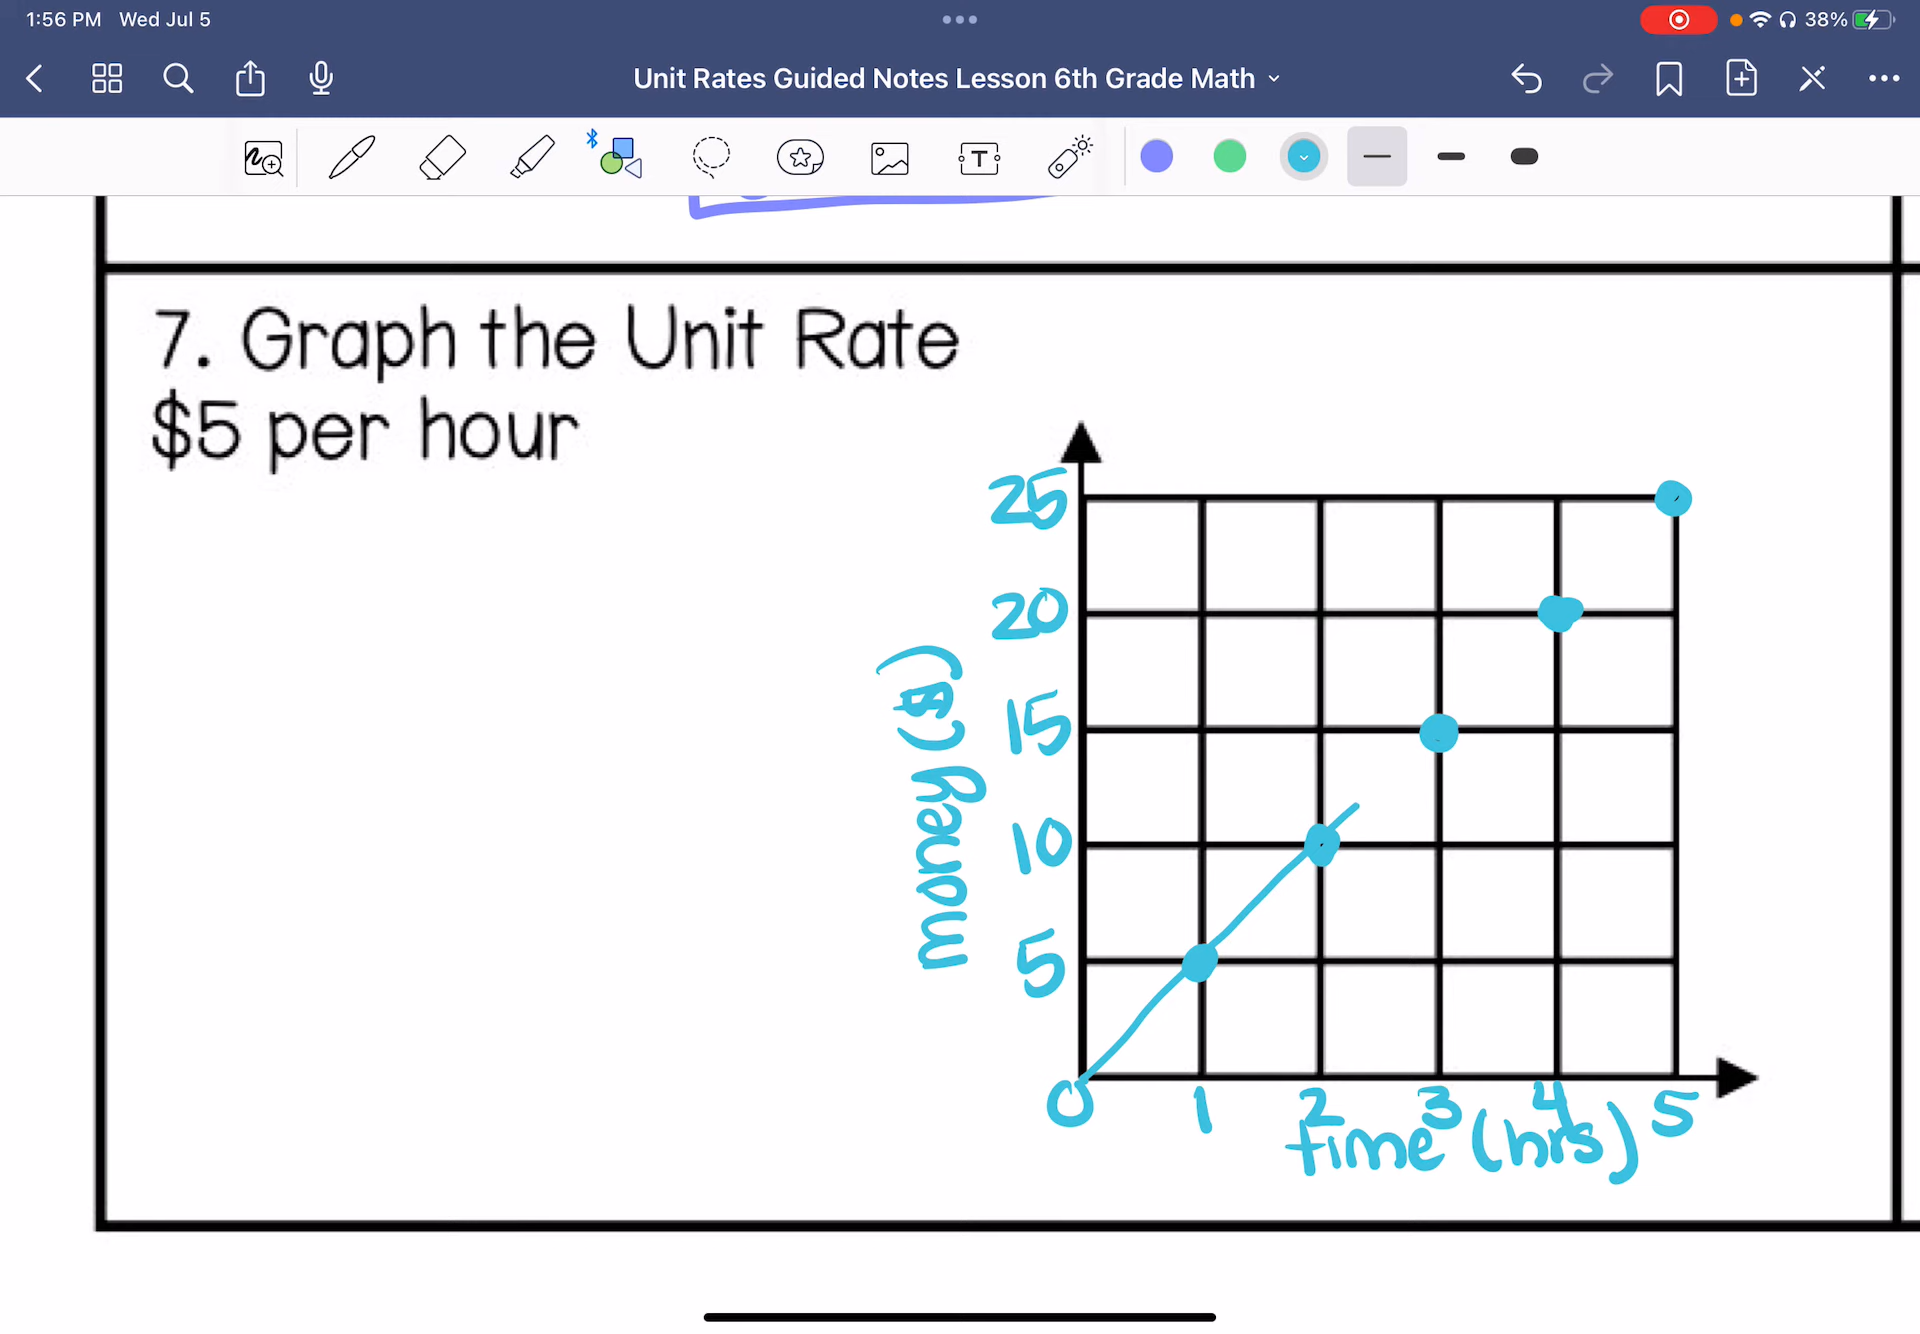 1:56 PM Wed Jul 5
38%
Unit Rates Guided Notes Lesson 6th Grade Math
T
7. Graph the Unit Rate
$5 per hour
25
20
15
10
5
money ($)
0 1 2 3 4 5
time (hrs)